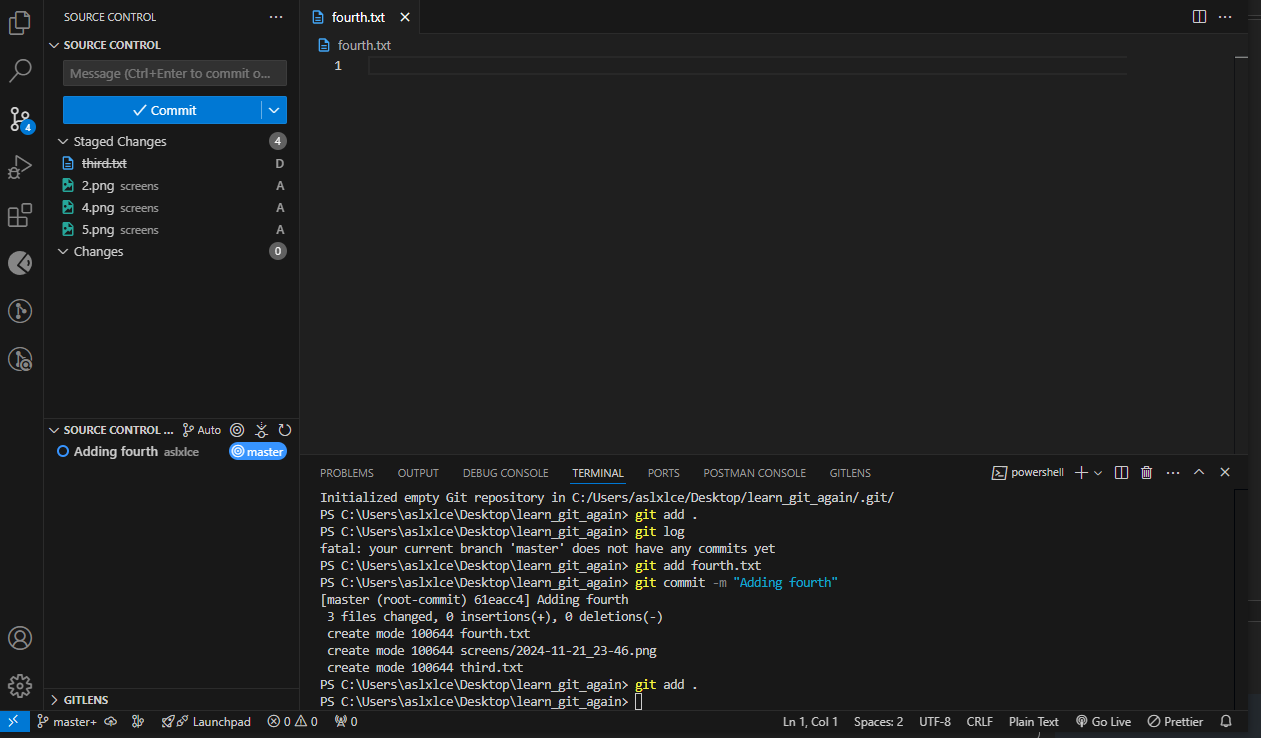 SOURCE CONTROL
SOURCE CONTROL
Message (Ctrl+Enter to commit o...
Commit
Staged Changes 4
third.txt D
2.png screens A
4.png screens A
5.png screens A
Changes 0
4
SOURCE CONTROL ... Auto
Adding fourth aslxlce master
GITLENS
fourth.txt
fourth.txt
1
PROBLEMS OUTPUT DEBUG CONSOLE TERMINAL PORTS POSTMAN CONSOLE GITLENS powershell
Initialized empty Git repository in C:/Users/aslxlce/Desktop/learn_git_again/.git/
PS C:\Users\aslxlce\Desktop\learn_git_again> git add .
PS C:\Users\aslxlce\Desktop\learn_git_again> git log
fatal: your current branch 'master' does not have any commits yet
PS C:\Users\aslxlce\Desktop\learn_git_again> git add fourth.txt
PS C:\Users\aslxlce\Desktop\learn_git_again> git commit -m "Adding fourth"
[master (root-commit) 61eacc4] Adding fourth
3 files changed, 0 insertions(+), 0 deletions(-)
create mode 100644 fourth.txt
create mode 100644 screens/2024-11-21_23-46.png
create mode 100644 third.txt
PS C:\Users\aslxlce\Desktop\learn_git_again> git add .
PS C:\Users\aslxlce\Desktop\learn_git_again>
master+ Launchpad 0 0 0 Ln 1, Col 1 Spaces: 2 UTF-8 CRLF Plain Text Go Live Prettier